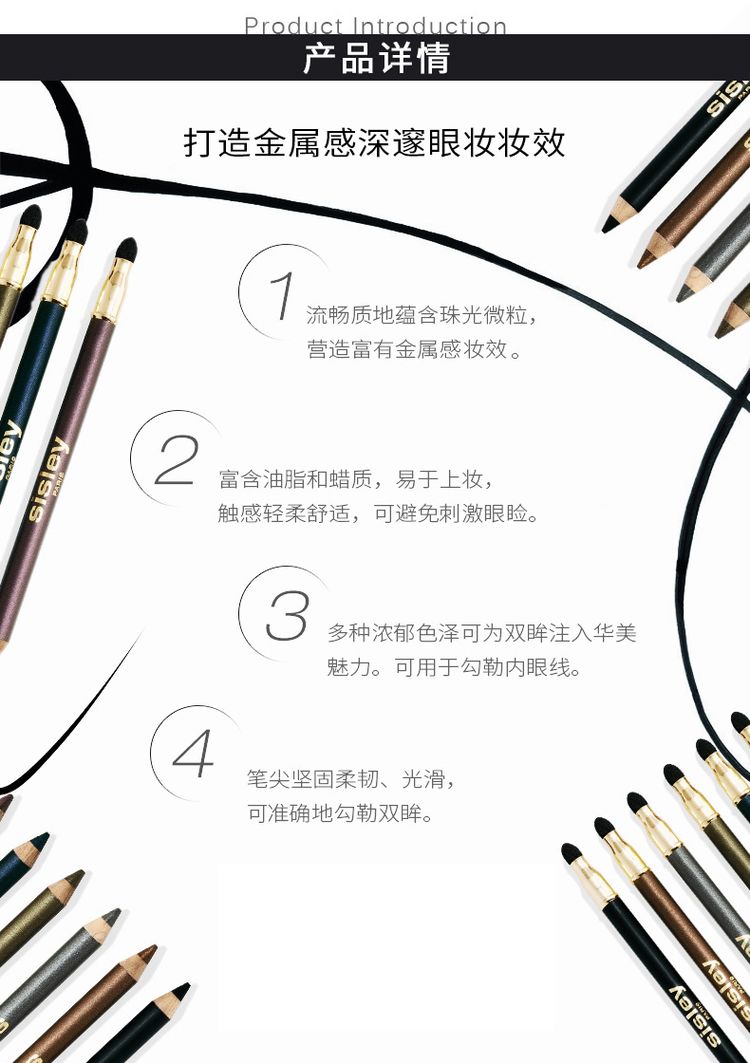 Product Introduction
产品详情
打造金属感深邃眼妆妆效
1
流畅质地蕴含珠光微粒，
营造富有金属感妆效。
2
富含油脂和蜡质，易于上妆，
触感轻柔舒适，可避免刺激眼睑。
3
多种浓郁色泽可为双眸注入华美
魅力。可用于勾勒内眼线。
4
笔尖坚固柔韧、光滑，
可准确地勾勒双眸。
sisley
PARIS
sisley
PARIS
sisley
PARIS